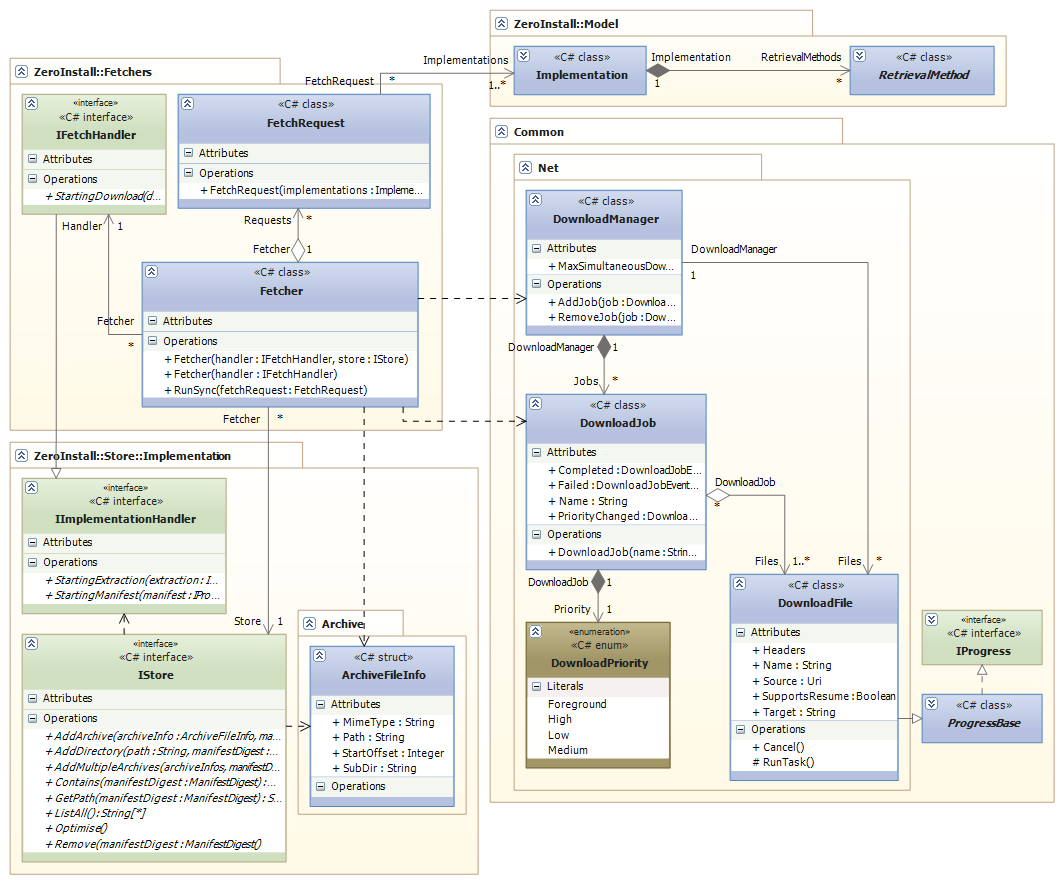 ZeroInstall::Model
Implementations
«C# class»
Implementation
Implementation
1
RetrievalMethods
*
«C# class»
RetrievalMethod
ZeroInstall::Fetchers
FetchRequest
*
1..*
«interface»
«C# interface»
IFetchHandler
Attributes
Operations
+ StartingDownload(d...
«C# class»
FetchRequest
Attributes
Operations
+ FetchRequest(implementations : Impleme...
Handler
1
Requests
*
Fetcher
1
«C# class»
Fetcher
Attributes
Operations
+ Fetcher(handler : IFetchHandler, store : IStore)
+ Fetcher(handler : IFetchHandler)
+ RunSync(fetchRequest : FetchRequest)
Fetcher
*
Fetcher
*
Common
Net
«C# class»
DownloadManager
Attributes
+ MaxSimultaneousDow...
Operations
+ AddJob(job : Downloa...
+ RemoveJob(job : Dow...
DownloadManager
1
DownloadManager
1
Jobs
*
«C# class»
DownloadJob
Attributes
+ Completed : DownloadJobE...
+ Failed : DownloadJobEvent...
+ Name : String
+ PriorityChanged : Downloa...
Operations
+ DownloadJob(name : Strin...
DownloadJob
*
Files
1..*
Files
*
DownloadJob
1
Priority
1
«enumeration»
«C# enum»
DownloadPriority
Literals
Foreground
High
Low
Medium
«C# class»
DownloadFile
Attributes
+ Headers
+ Name : String
+ Source : Uri
+ SupportsResume : Boolean
+ Target : String
Operations
+ Cancel()
# RunTask()
«interface»
«C# interface»
IProgress
«C# class»
ProgressBase
ZeroInstall::Store::Implementation
«interface»
«C# interface»
IImplementationHandler
Attributes
Operations
+ StartingExtraction(extraction : I...
+ StartingManifest(manifest : IPro...
Store
1
«interface»
«C# interface»
IStore
Attributes
Operations
+ AddArchive(archiveInfo : ArchiveFileInfo, ma...
+ AddDirectory(path : String, manifestDigest : ...
+ AddMultipleArchives(archiveInfos, manifestD...
+ Contains(manifestDigest : ManifestDigest) : ...
+ GetPath(manifestDigest : ManifestDigest) : S...
+ ListAll() : String[*]
+ Optimise()
+ Remove(manifestDigest : ManifestDigest)
Archive
«C# struct»
ArchiveFileInfo
Attributes
+ MimeType : String
+ Path : String
+ StartOffset : Integer
+ SubDir : String
Operations